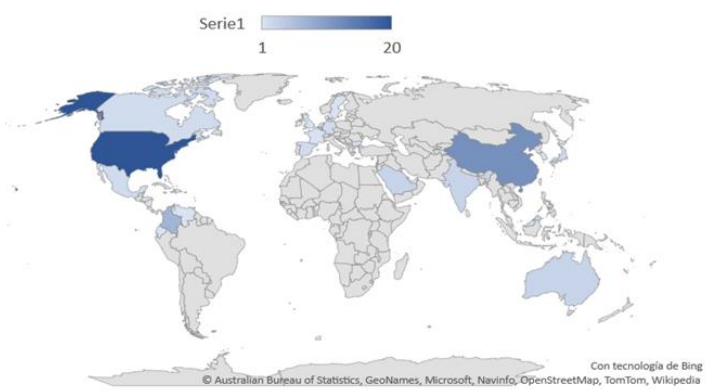 Serie1
1 20
Con tecnología de Bing
© Australian Bureau of Statistics, GeoNames, Microsoft, Navinfo, OpenStreetMap, TomTom, Wikipedia